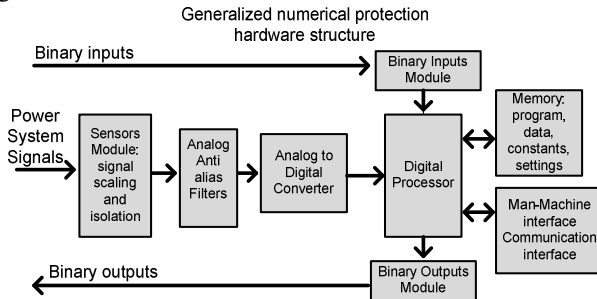 Generalized numerical protection
hardware structure
Binary inputs
Binary Inputs
Module
Power
System
Signals
Sensors
Module:
signal
scaling
and
isolation
Analog
Anti
alias
Filters
Analog to
Digital
Converter
Digital
Processor
Memory:
program,
data,
constants,
settings
Man-Machine
interface
Communication
interface
Binary outputs
Binary Outputs
Module